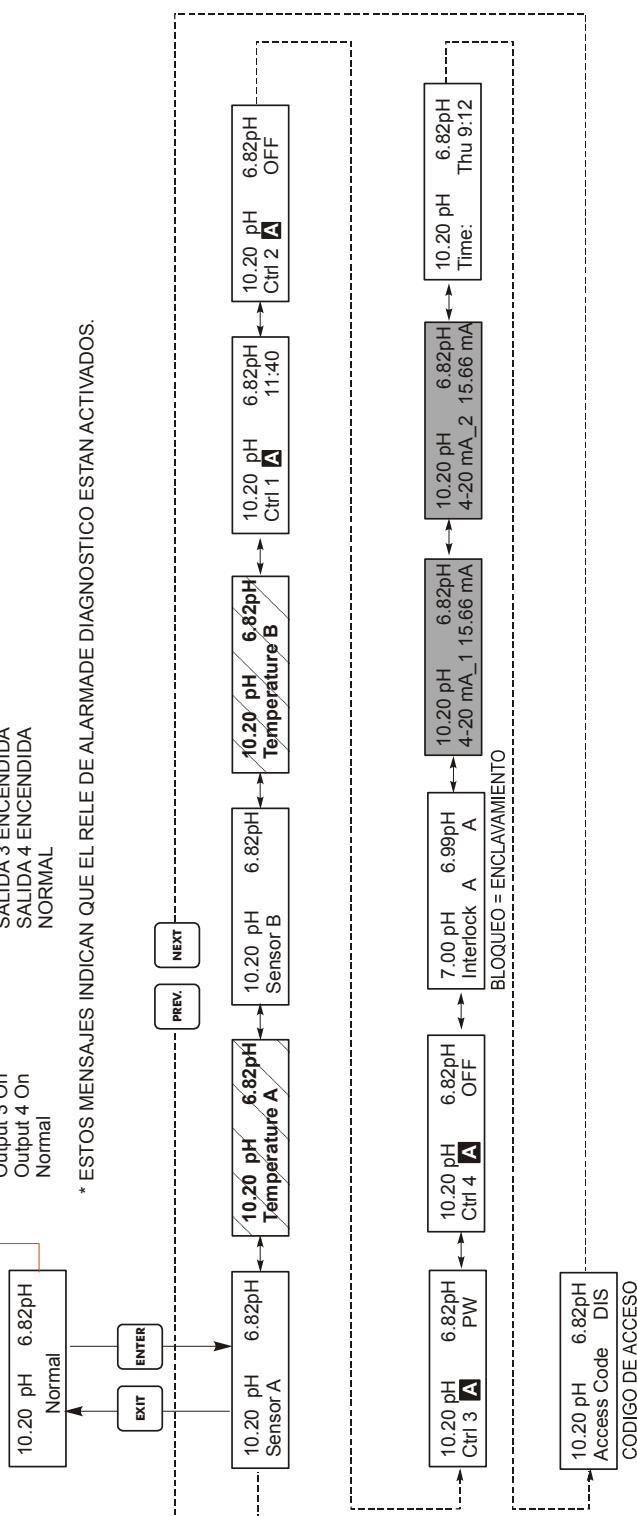 Output 3 On
Output 4 On
Normal
SALIDA 3 ENCENDIDA
SALIDA 4 ENCENDIDA
NORMAL
* ESTOS MENSAJES INDICAN QUE EL RELE DE ALARMADE DIAGNOSTICO ESTAN ACTIVADOS.
10.20 pH 6.82pH
Normal
EXIT
ENTER
PREV.
NEXT
10.20 pH 6.82pH
Sensor A
10.20 pH 6.82pH
Temperature A
10.20 pH 6.82pH
Sensor B
10.20 pH 6.82pH
Temperature B
10.20 pH 6.82pH
Ctrl 1 A 11:40
10.20 pH 6.82pH
Ctrl 2 A OFF
10.20 pH 6.82pH
Ctrl 3 A PW
10.20 pH 6.82pH
Ctrl 4 A OFF
7.00 pH 6.99pH
Interlock A A
BLOQUEO = ENCLAVAMIENTO
10.20 pH 6.82pH
4-20 mA_1 15.66 mA
10.20 pH 6.82pH
4-20 mA_2 15.66 mA
10.20 pH 6.82pH
Time: Thu 9:12
10.20 pH 6.82pH
Access Code DIS
CODIGO DE ACCESO